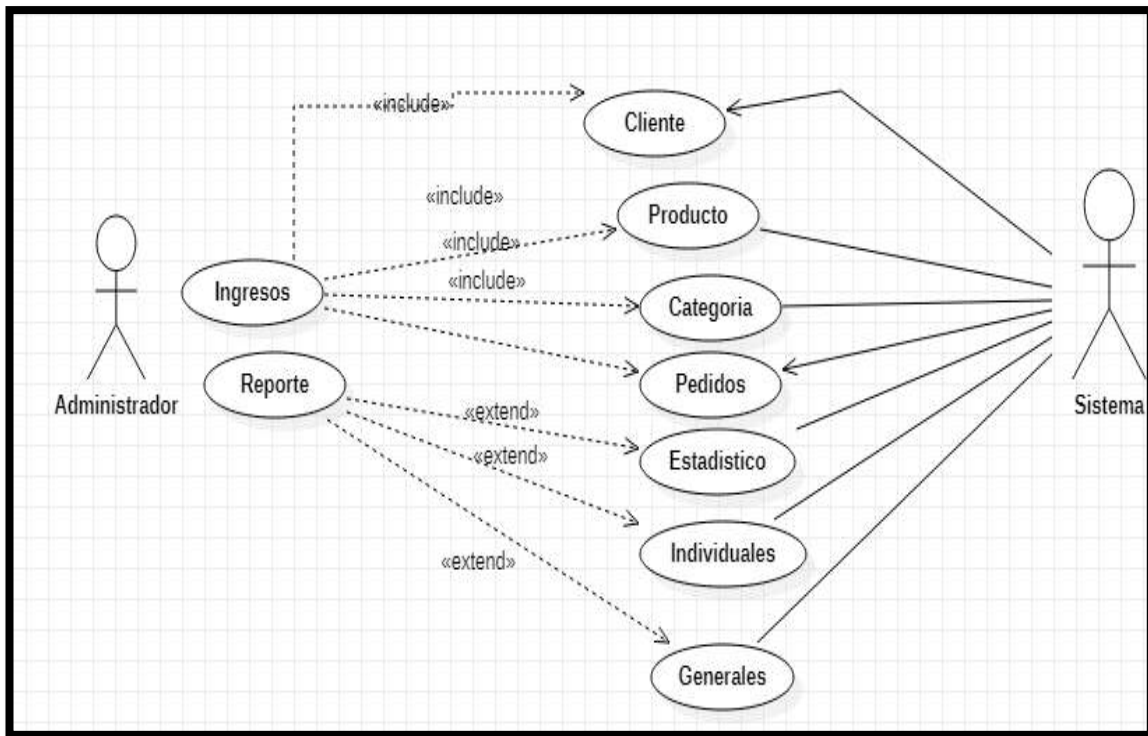 «include»
Cliente
«include»
Producto
«include»
Ingresos
«include»
Categoria
Reporte
Pedidos
Administrador
Sistema
«extend»
Estadistico
«extend»
Individuales
«extend»
Generales